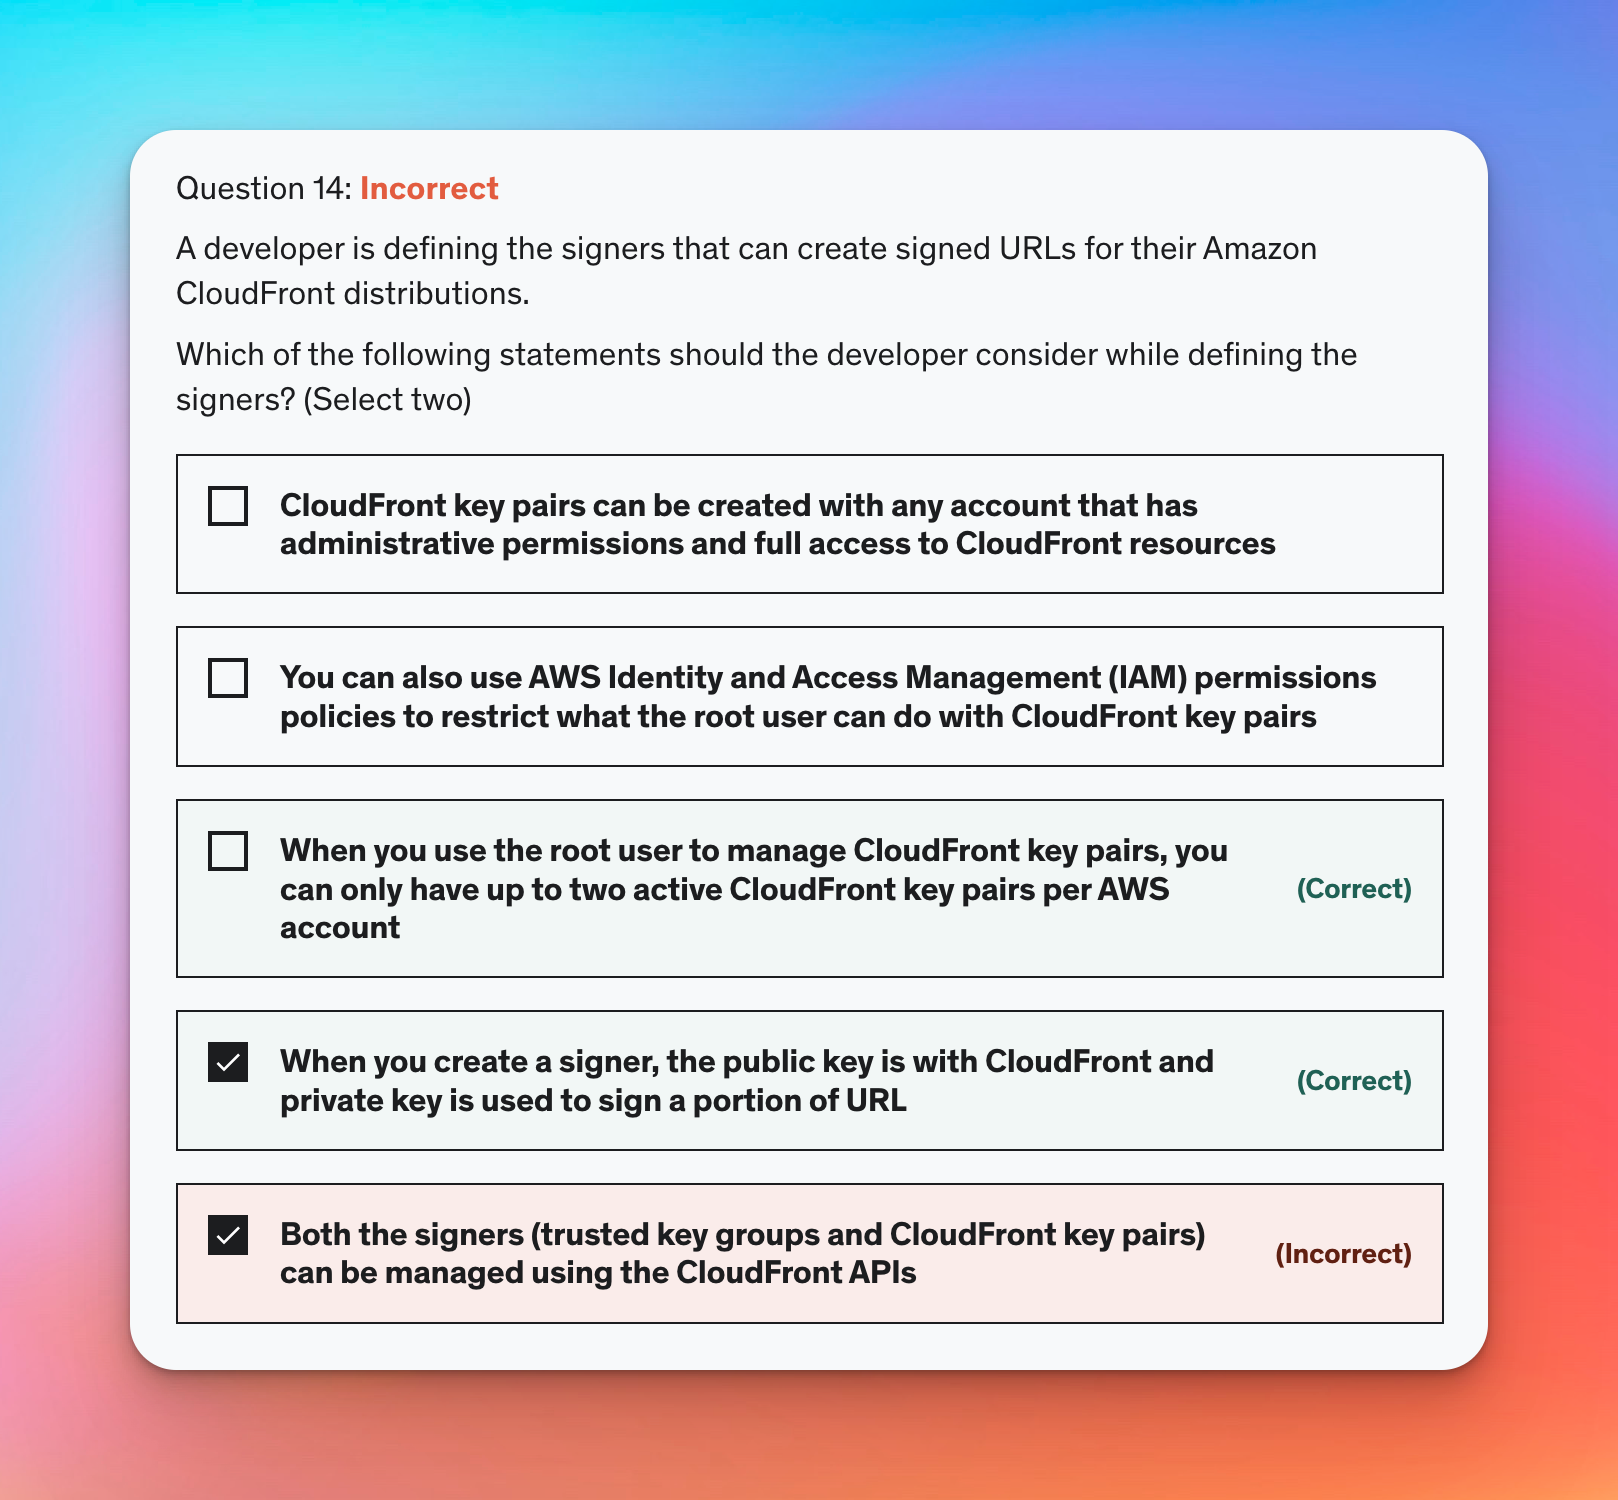 Question 14: Incorrect
A developer is defining the signers that can create signed URLs for their Amazon
CloudFront distributions.
Which of the following statements should the developer consider while defining the
signers? (Select two)
CloudFront key pairs can be created with any account that has
administrative permissions and full access to CloudFront resources
You can also use AWS Identity and Access Management (IAM) permissions
policies to restrict what the root user can do with CloudFront key pairs
When you use the root user to manage CloudFront key pairs, you
can only have up to two active CloudFront key pairs per AWS
account
(Correct)
When you create a signer, the public key is with CloudFront and
private key is used to sign a portion of URL
(Correct)
Both the signers (trusted key groups and CloudFront key pairs)
can be managed using the CloudFront APIs
(Incorrect)